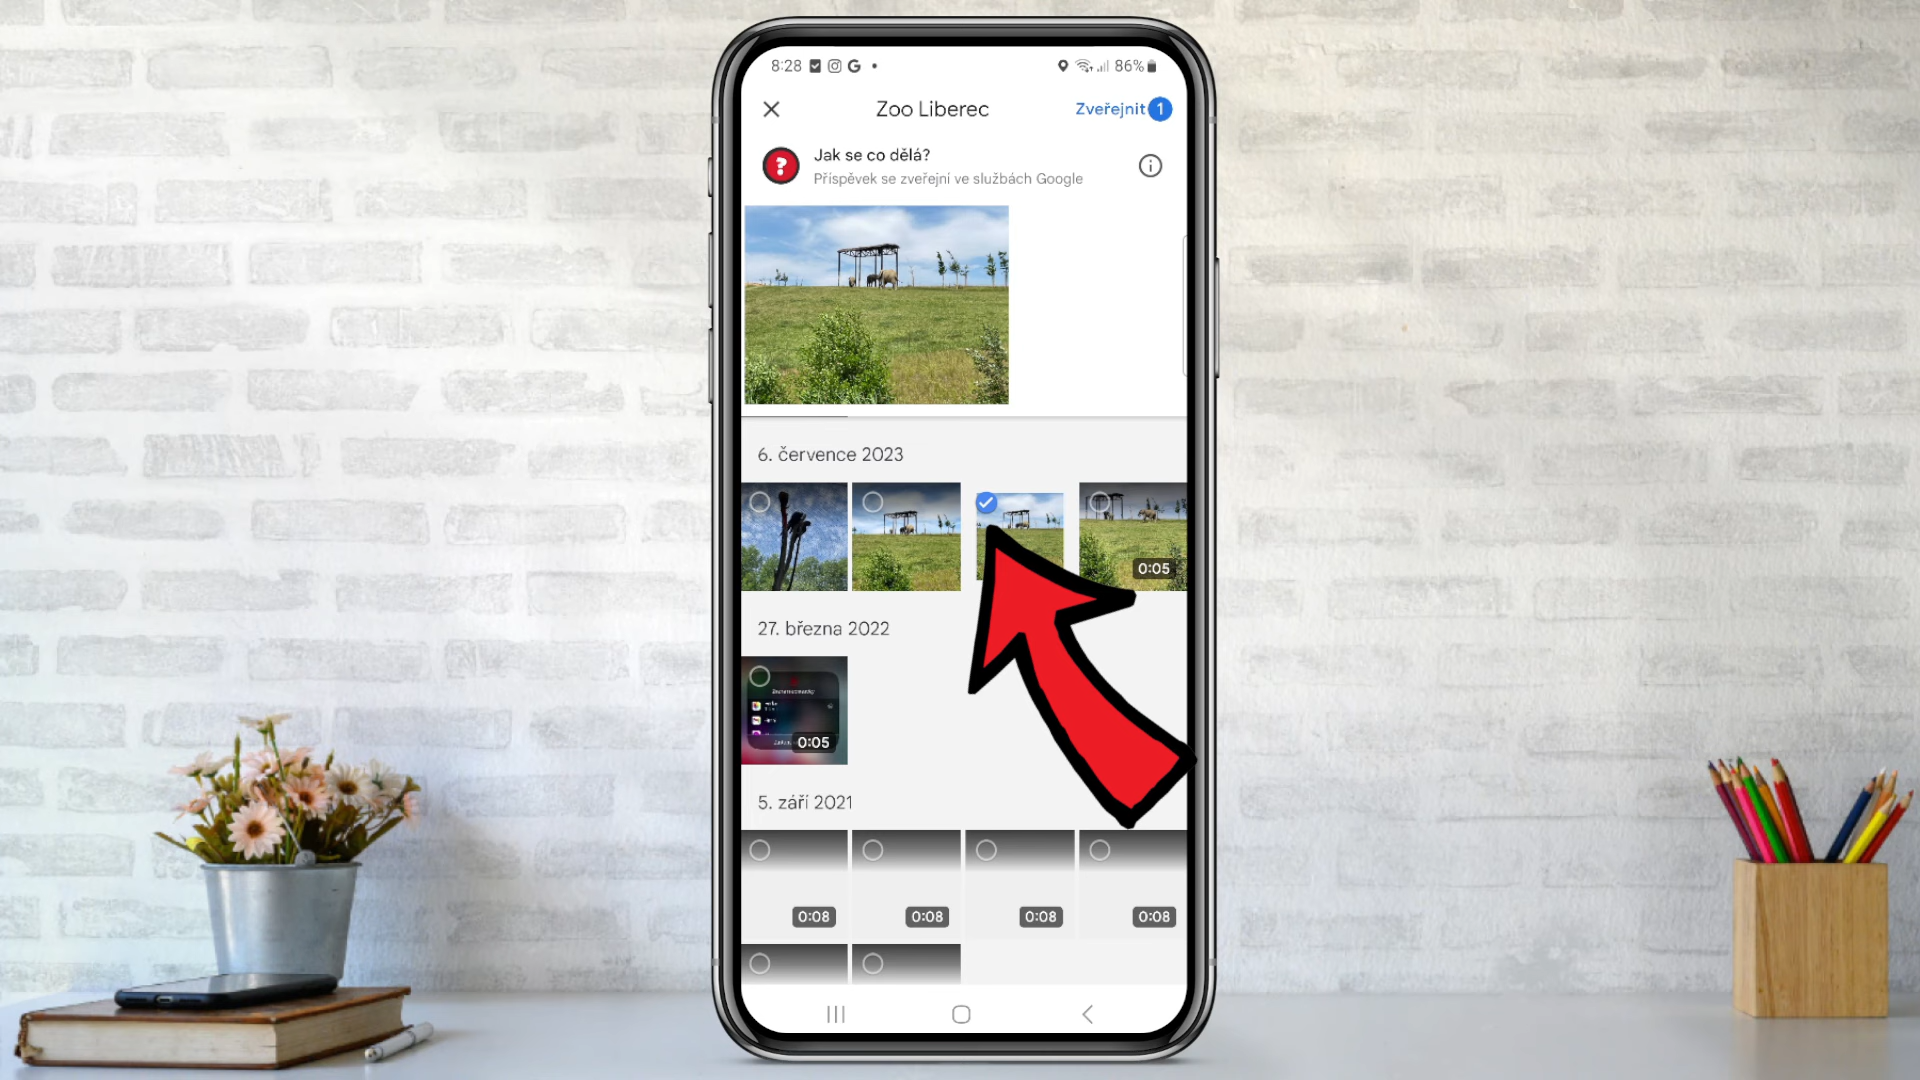 8:28
86%
Zoo Liberec
Zveřejnit 1
Jak se co dělá?
Příspěvek se zveřejní ve službách Google
6. července 2023
0:05
27. března 2022
0:05
5. září 2021
0:08
0:08
0:08
0:08